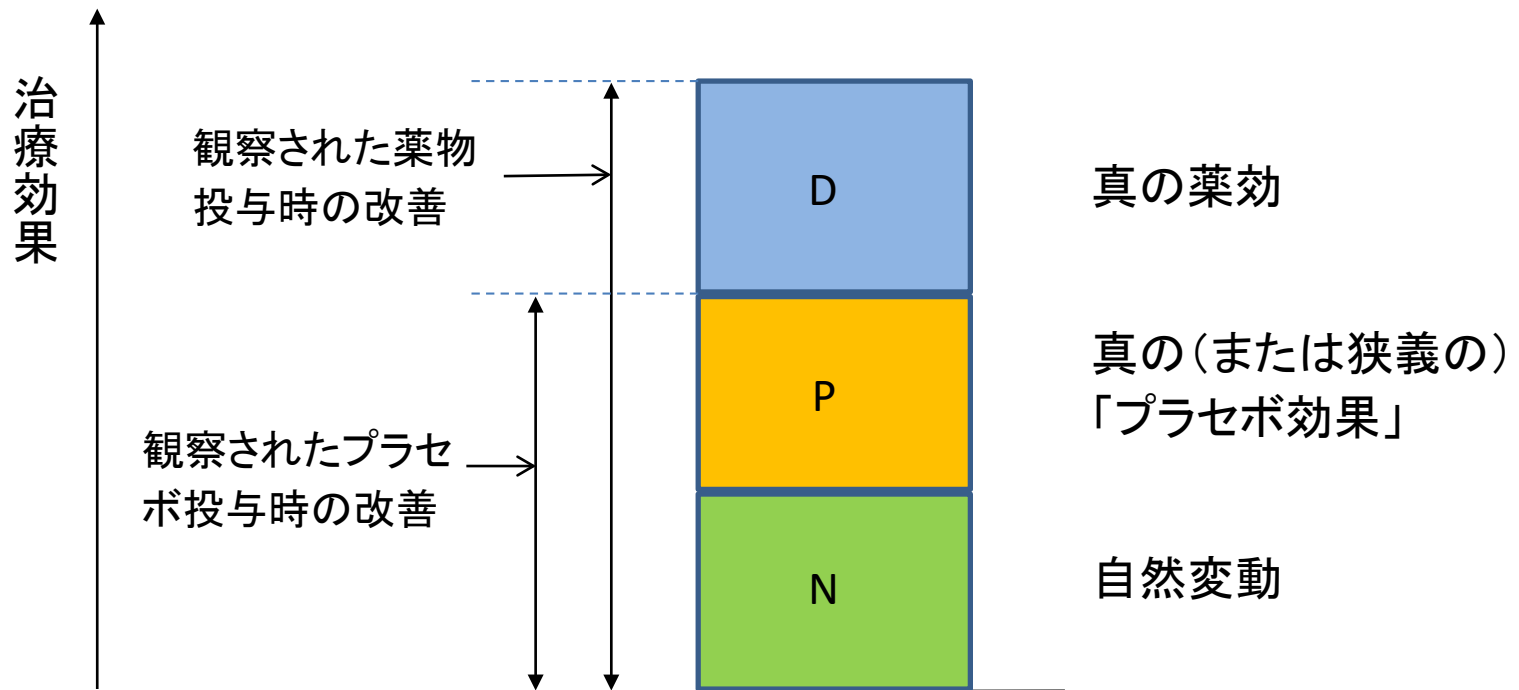 治療効果
観察された薬物
投与時の改善
D
真の薬効
観察されたプラセ
ボ投与時の改善
P
真の（または狭義の）
「プラセボ効果」
N
自然変動